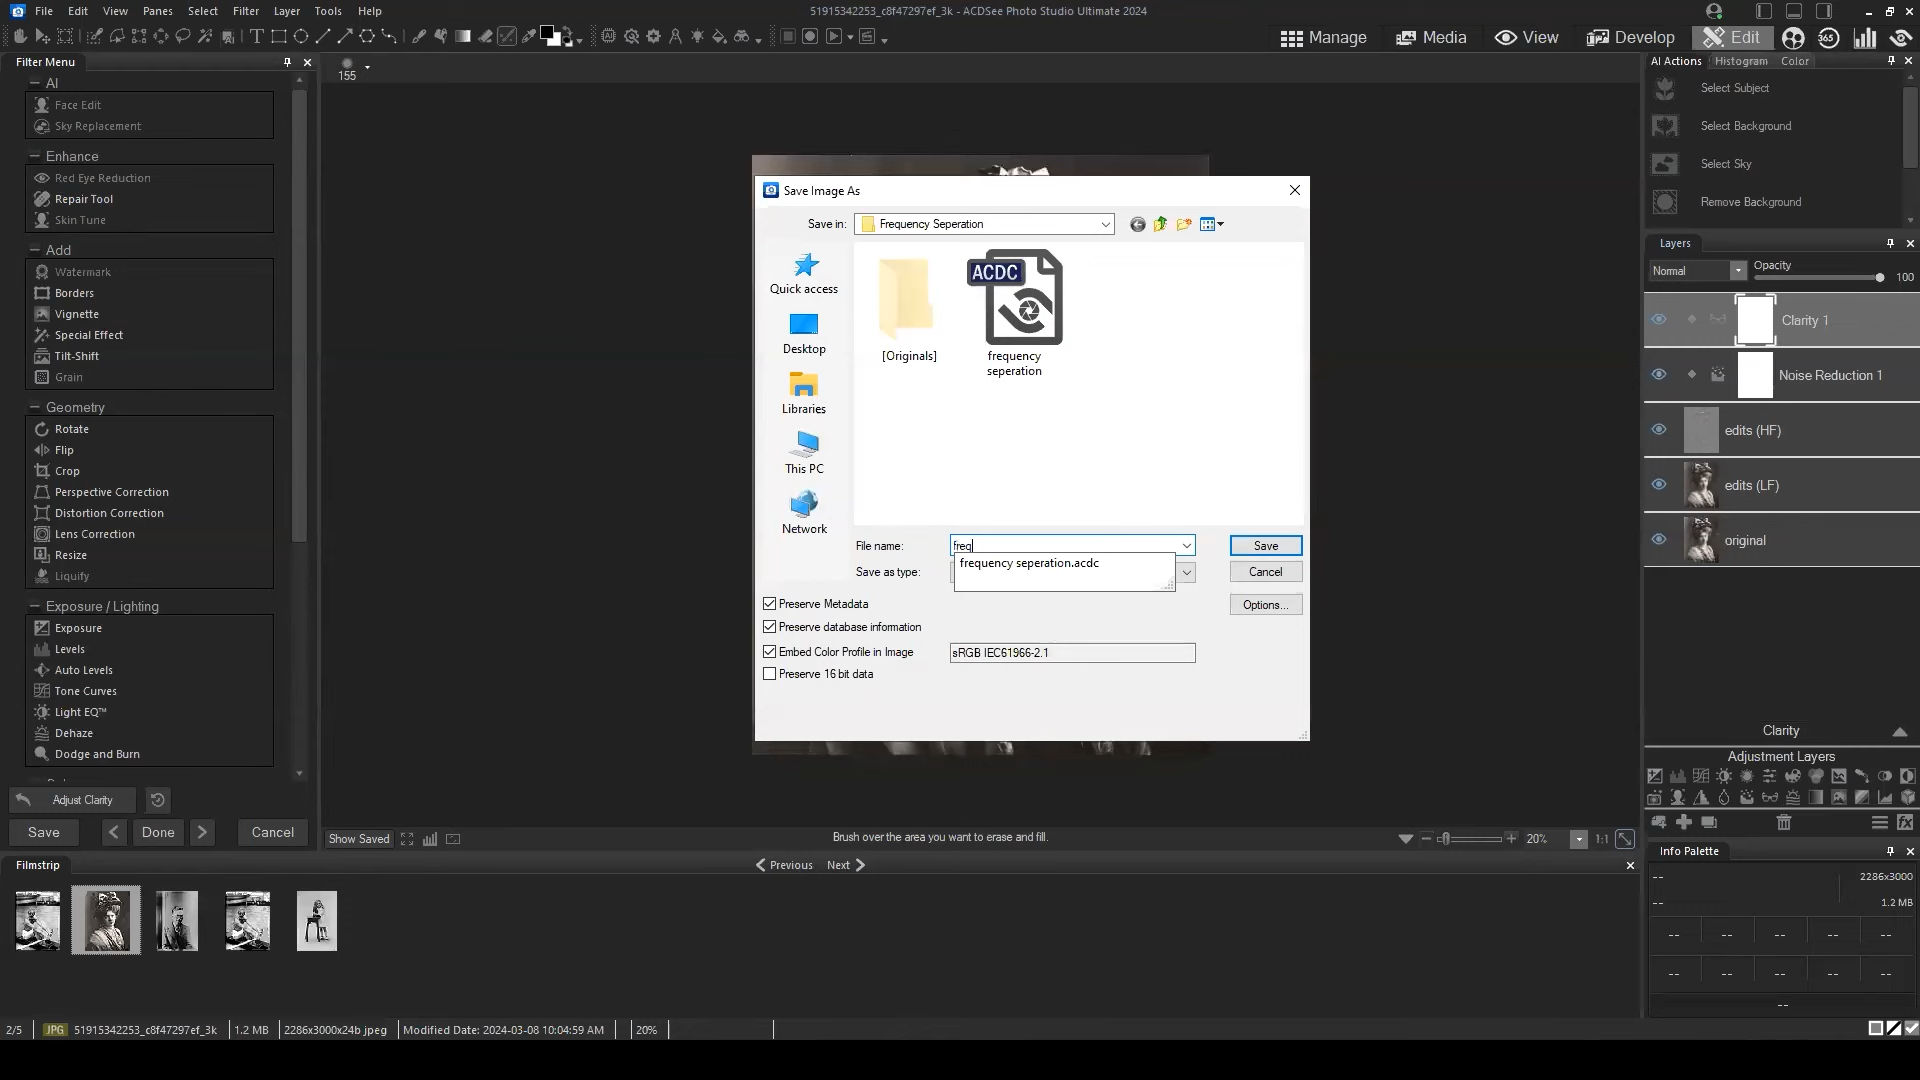 File Edit View Panes Select Filter Layer Tools Help
51915342253_c8f47297ef_3k - ACDSee Photo Studio Ultimate 2024
Manage Media View Develop Edit 365
Filter Menu
AI
Face Edit
Sky Replacement
Enhance
Red Eye Reduction
Repair Tool
Skin Tune
Add
Watermark
Borders
Vignette
Special Effect
Tilt-Shift
Grain
Geometry
Rotate
Flip
Crop
Perspective Correction
Distortion Correction
Lens Correction
Resize
Liquify
Exposure / Lighting
Exposure
Levels
Auto Levels
Tone Curves
Light EQ™
Dehaze
Dodge and Burn
Adjust Clarity
Save Done Cancel
155
Save Image As
Save in: Frequency Seperation
Quick access
Desktop
Libraries
This PC
Network
[Originals]
ACDC
frequency
seperation
File name: freq
frequency seperation.acdc
Save as type:
Save
Cancel
Options...
Preserve Metadata
Preserve database information
Embed Color Profile in Image sRGB IEC61966-2.1
Preserve 16 bit data
Show Saved
Brush over the area you want to erase and fill.
20% 1:1
AI Actions Histogram Color
Select Subject
Select Background
Select Sky
Remove Background
Layers
Normal Opacity 100
Clarity 1
Noise Reduction 1
edits (HF)
edits (LF)
original
Clarity
Adjustment Layers
Info Palette
-- 2286x3000
-- 1.2 MB
-- -- -- -- --
-- -- -- -- --
--
Filmstrip
Previous Next
2/5 JPG 51915342253_c8f47297ef_3k 1.2 MB 2286x3000x24b jpeg Modified Date: 2024-03-08 10:04:59 AM 20%